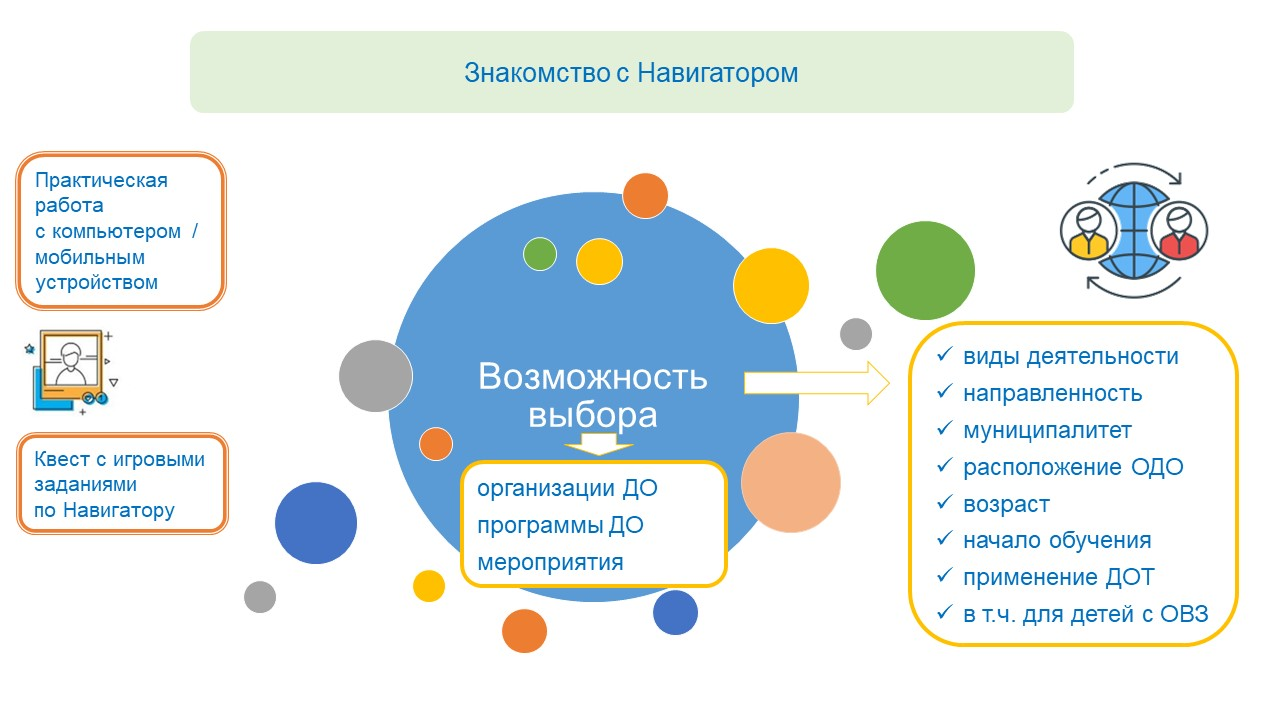 Знакомство с Навигатором
Практическая
работа
с компьютером /
мобильным
устройством
Квест с игровыми
заданиями
по Навигатору
Возможность
выбора
организации ДО
программы ДО
мероприятия
✓ виды деятельности
✓ направленность
✓ муниципалитет
✓ расположение ОДО
✓ возраст
✓ начало обучения
✓ применение ДОТ
✓ в т.ч. для детей с ОВЗ